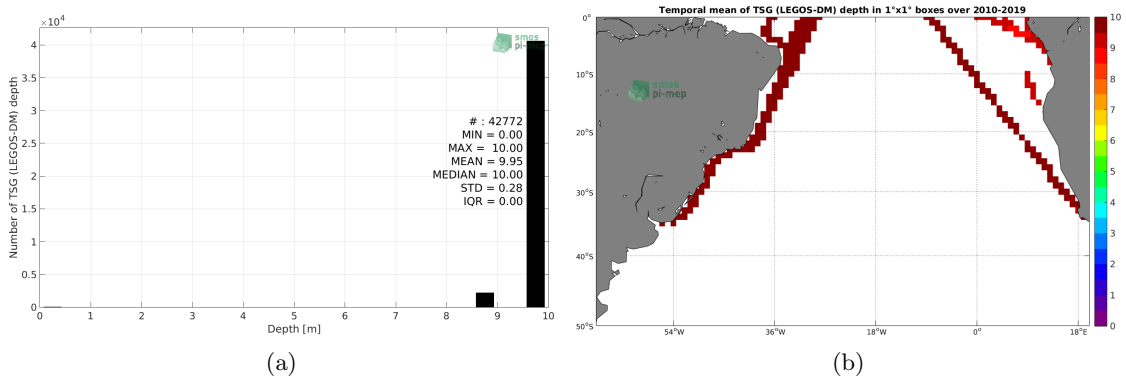 ×10⁴
4
3.5
3
2.5
2
1.5
1
0.5
0
Number of TSG (LEGOS-DM) depth
smos
pi-mep
# : 42772
MIN = 0.00
MAX = 10.00
MEAN = 9.95
MEDIAN = 10.00
STD = 0.28
IQR = 0.00
0 1 2 3 4 5 6 7 8 9 10
Depth [m]
(a)
Temporal mean of TSG (LEGOS-DM) depth in 1°x1° boxes over 2010-2019
0°
10°S
20°S
30°S
40°S
50°S
smos
pi-mep
54°W 36°W 18°W 0° 18°E
10
9
8
7
6
5
4
3
2
1
0
(b)